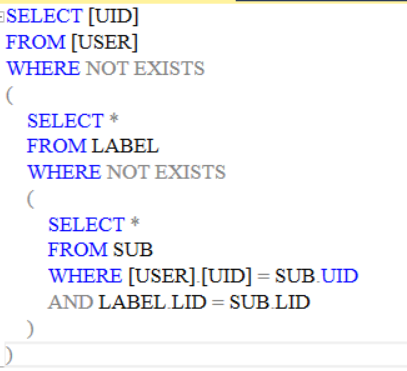 SELECT [UID]
FROM [USER]
WHERE NOT EXISTS
(
SELECT *
FROM LABEL
WHERE NOT EXISTS
(
SELECT *
FROM SUB
WHERE [USER].[UID] = SUB.UID
AND LABEL.LID = SUB.LID
)
)